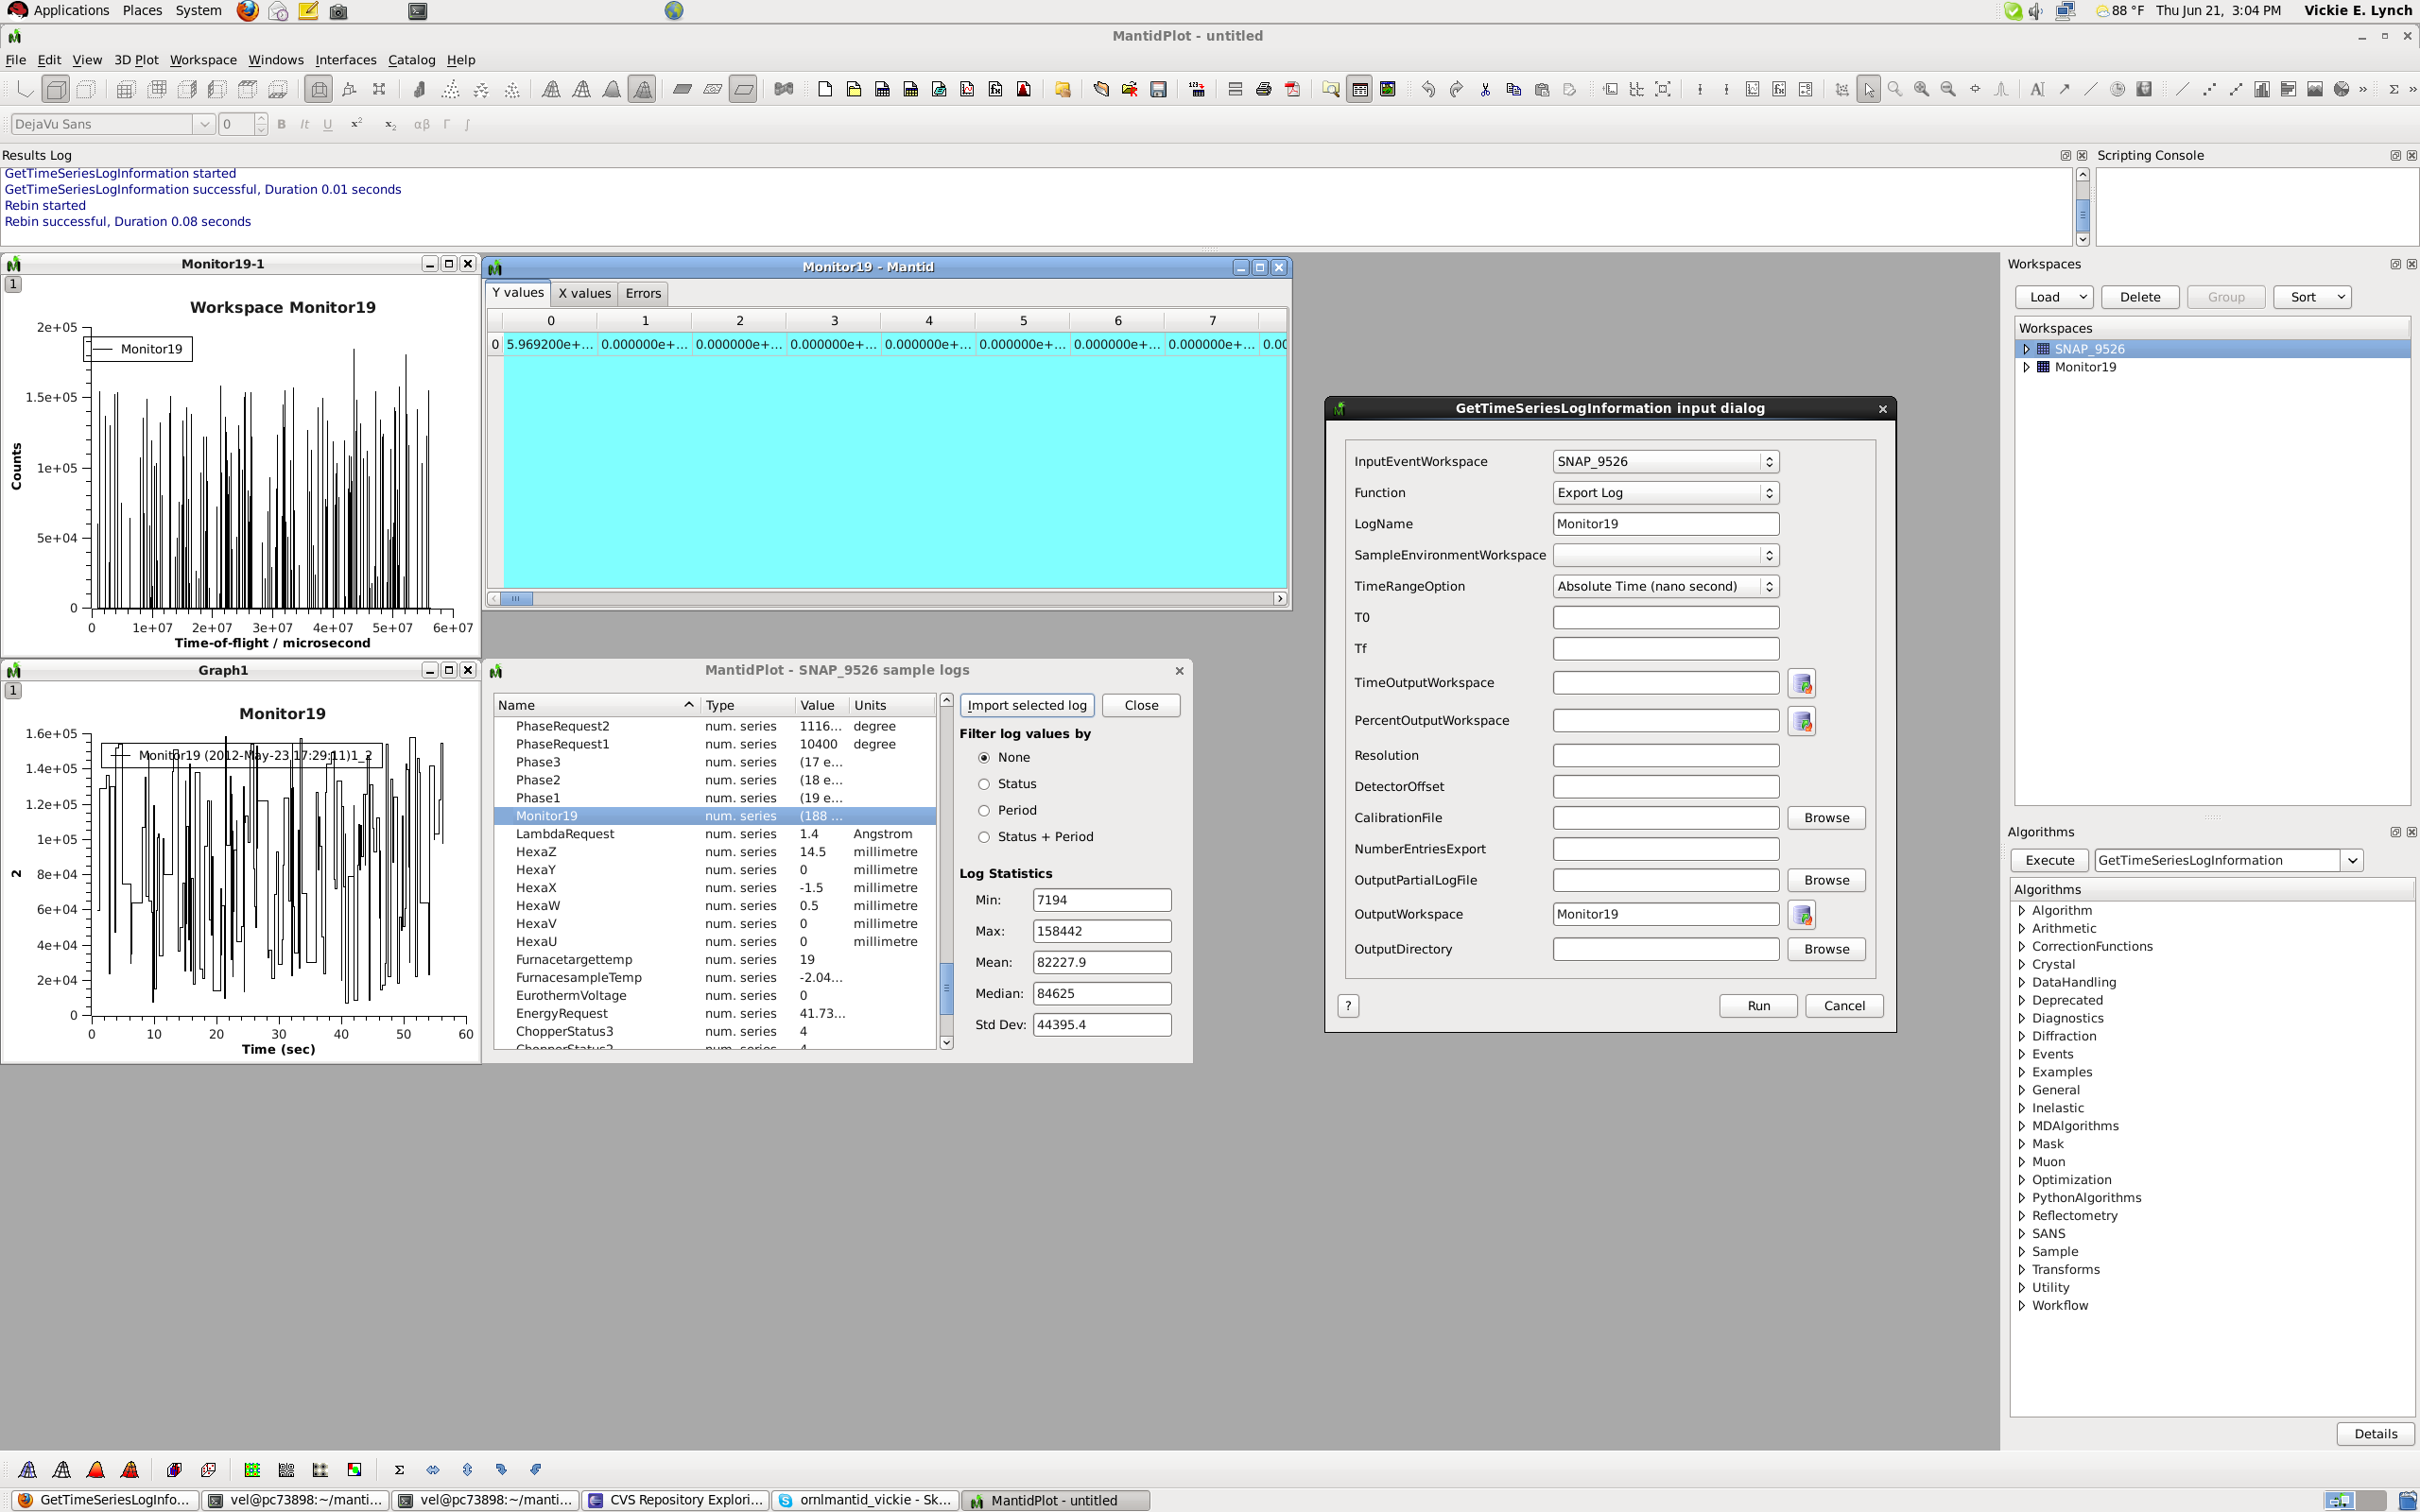 Applications Places System 88 °F Thu Jun 21, 3:04 PM Vickie E. Lynch
MantidPlot - untitled
File Edit View 3D Plot Workspace Windows Interfaces Catalog Help
DejaVu Sans 0 B It U x² x₂ αβ Γ ∫
Results Log
GetTimeSeriesLogInformation started
GetTimeSeriesLogInformation successful, Duration 0.01 seconds
Rebin started
Rebin successful, Duration 0.08 seconds
Scripting Console
Monitor19-1
1
Workspace Monitor19
Monitor19
2e+05
1.5e+05
1e+05
5e+04
0
Counts
0 1e+07 2e+07 3e+07 4e+07 5e+07 6e+07
Time-of-flight / microsecond
Monitor19 - Mantid
Y values X values Errors
0 1 2 3 4 5 6 7
0 5.969200e+... 0.000000e+... 0.000000e+... 0.000000e+... 0.000000e+... 0.000000e+... 0.000000e+... 0.000000e+... 0.00
Graph1
1
Monitor19
Monitor19 (2012-May-23 17:29:11)1_2
1.6e+05
1.4e+05
1.2e+05
1e+05
8e+04
6e+04
4e+04
2e+04
0
2
0 10 20 30 40 50 60
Time (sec)
MantidPlot - SNAP_9526 sample logs
Name Type Value Units
PhaseRequest2 num. series 1116... degree
PhaseRequest1 num. series 10400 degree
Phase3 num. series (17 e...
Phase2 num. series (18 e...
Phase1 num. series (19 e...
Monitor19 num. series (188 ...
LambdaRequest num. series 1.4 Angstrom
HexaZ num. series 14.5 millimetre
HexaY num. series 0 millimetre
HexaX num. series -1.5 millimetre
HexaW num. series 0.5 millimetre
HexaV num. series 0 millimetre
HexaU num. series 0 millimetre
Furnacetargettemp num. series 19
FurnacesampleTemp num. series -2.04...
EurothermVoltage num. series 0
EnergyRequest num. series 41.73...
ChopperStatus3 num. series 4
ChopperStatus2 num. series 4
Import selected log Close
Filter log values by
None
Status
Period
Status + Period
Log Statistics
Min: 7194
Max: 158442
Mean: 82227.9
Median: 84625
Std Dev: 44395.4
GetTimeSeriesLogInformation input dialog
InputEventWorkspace SNAP_9526
Function Export Log
LogName Monitor19
SampleEnvironmentWorkspace
TimeRangeOption Absolute Time (nano second)
T0
Tf
TimeOutputWorkspace
PercentOutputWorkspace
Resolution
DetectorOffset
CalibrationFile Browse
NumberEntriesExport
OutputPartialLogFile Browse
OutputWorkspace Monitor19
OutputDirectory Browse
? Run Cancel
Workspaces
Load Delete Group Sort
Workspaces
SNAP_9526
Monitor19
Algorithms
Execute GetTimeSeriesLogInformation
Algorithms
Algorithm
Arithmetic
CorrectionFunctions
Crystal
DataHandling
Deprecated
Diagnostics
Diffraction
Events
Examples
General
Inelastic
MDAlgorithms
Mask
Muon
Optimization
PythonAlgorithms
Reflectometry
SANS
Sample
Transforms
Utility
Workflow
Details
GetTimeSeriesLogInfo... vel@pc73898:~/manti... vel@pc73898:~/manti... CVS Repository Explori... ornlmantid_vickie - Sk... MantidPlot - untitled